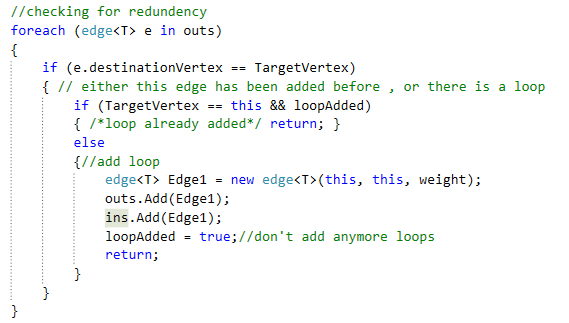 //checking for redundency
foreach (edge<T> e in outs)
{
    if (e.destinationVertex == TargetVertex)
    { // either this edge has been added before , or there is a loop
        if (TargetVertex == this && loopAdded)
        { /*loop already added*/ return; }
        else
        {//add loop
            edge<T> Edge1 = new edge<T>(this, this, weight);
            outs.Add(Edge1);
            ins.Add(Edge1);
            loopAdded = true;//don't add anymore loops
            return;
        }
    }
}